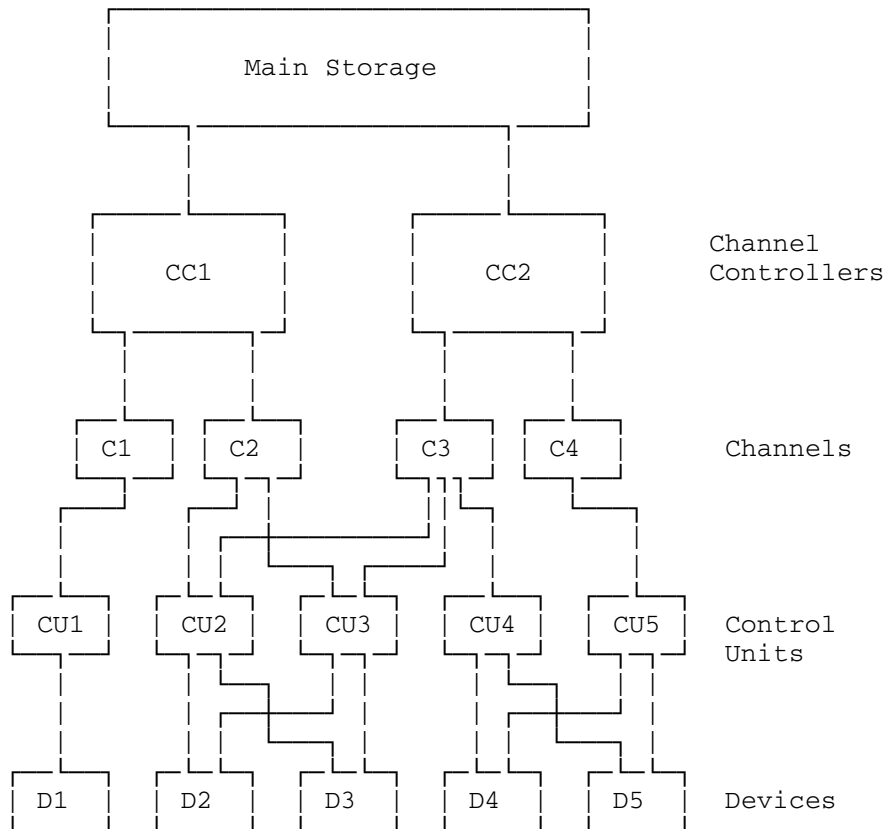 Main Storage
Channel
Controllers
CC1 CC2
C1 C2 C3 C4 Channels
CU1 CU2 CU3 CU4 CU5 Control
Units
D1 D2 D3 D4 D5 Devices